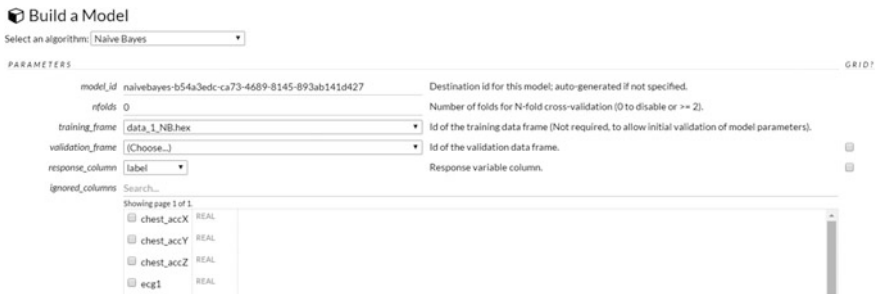 Build a Model
Select an algorithm: Naive Bayes
PARAMETERS GRID?
model_id naivebayes-b54a3edc-ca73-4689-8145-893ab141d427 Destination id for this model; auto-generated if not specified.
nfolds 0 Number of folds for N-fold cross-validation (0 to disable or >= 2).
training_frame data_1_NB.hex Id of the training data frame (Not required, to allow initial validation of model parameters).
validation_frame (Choose...) Id of the validation data frame.
response_column label Response variable column.
ignored_columns Search...
Showing page 1 of 1.
chest_accX REAL
chest_accY REAL
chest_accZ REAL
ecg1 REAL